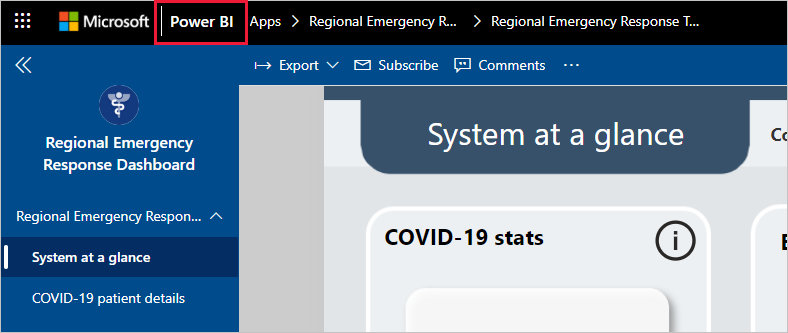 Microsoft Power BI Apps > Regional Emergency R... > Regional Emergency Response T... >
Export Subscribe Comments ...
Regional Emergency
Response Dashboard
Regional Emergency Respon...
System at a glance
COVID-19 patient details
System at a glance
Co
COVID-19 stats
i